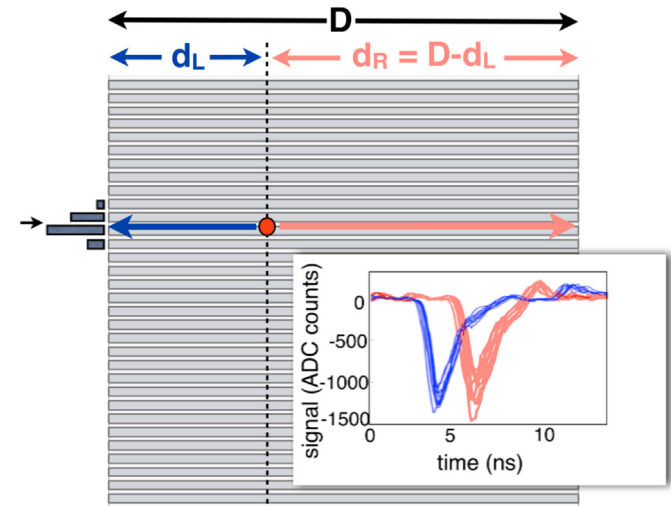 D
dL
dR = D-dL
signal (ADC counts)
0
-500
-1000
-1500
0 5 10
time (ns)